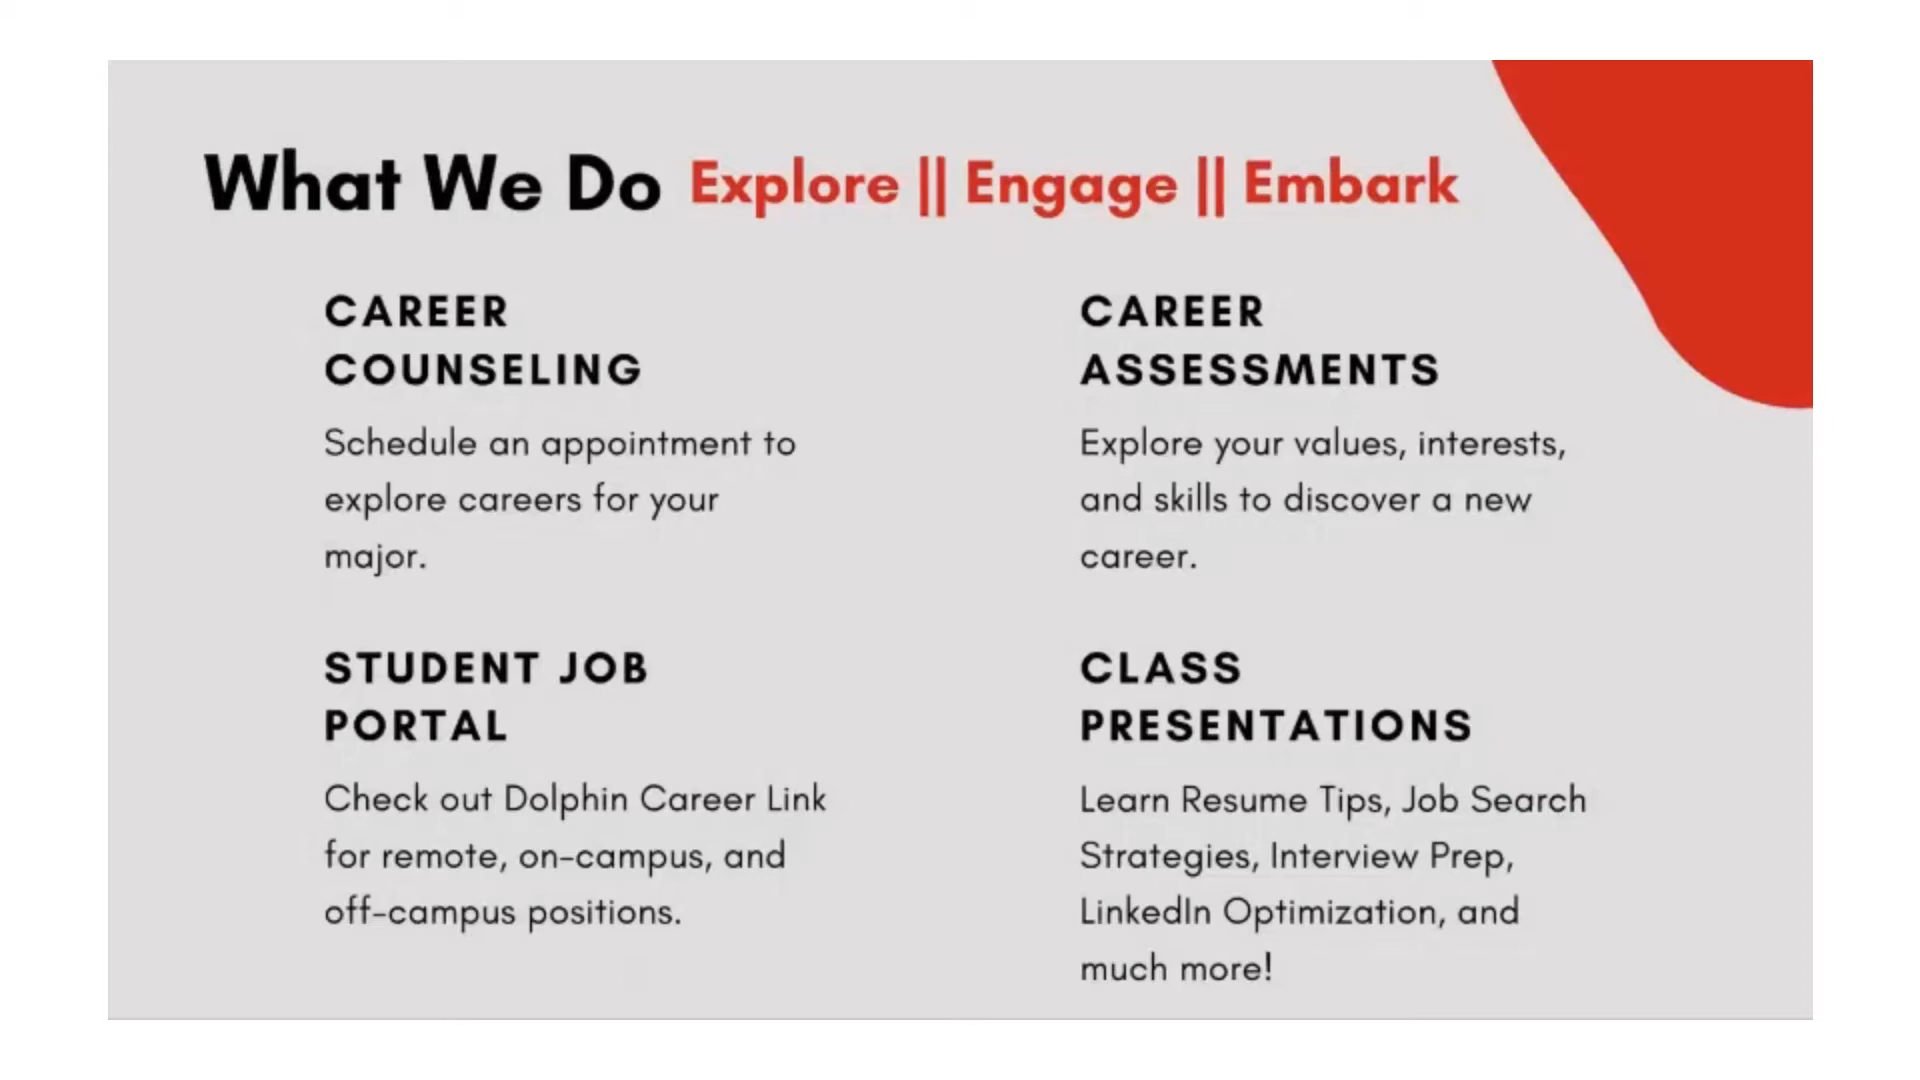 What We Do Explore || Engage || Embark
CAREER
COUNSELING
Schedule an appointment to
explore careers for your
major.
CAREER
ASSESSMENTS
Explore your values, interests,
and skills to discover a new
career.
STUDENT JOB
PORTAL
Check out Dolphin Career Link
for remote, on-campus, and
off-campus positions.
CLASS
PRESENTATIONS
Learn Resume Tips, Job Search
Strategies, Interview Prep,
LinkedIn Optimization, and
much more!